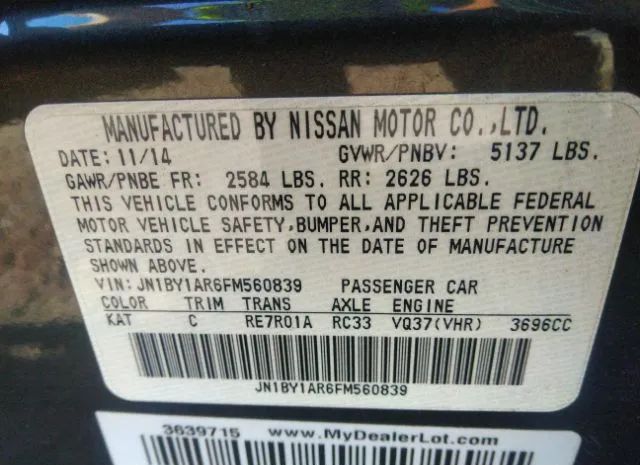 MANUFACTURED BY NISSAN MOTOR CO.,LTD.
DATE: 11/14 GVWR/PNBV: 5137 LBS.
GAWR/PNBE FR: 2584 LBS. RR: 2626 LBS.
THIS VEHICLE CONFORMS TO ALL APPLICABLE FEDERAL
MOTOR VEHICLE SAFETY,BUMPER,AND THEFT PREVENTION
STANDARDS IN EFFECT ON THE DATE OF MANUFACTURE
SHOWN ABOVE.
VIN: JN1BY1AR6FM560839 PASSENGER CAR
COLOR TRIM TRANS AXLE ENGINE
KAT C RE7R01A RC33 VQ37(VHR) 3696CC
JN1BY1AR6FM560839
3639715 www.MyDealerLot.com